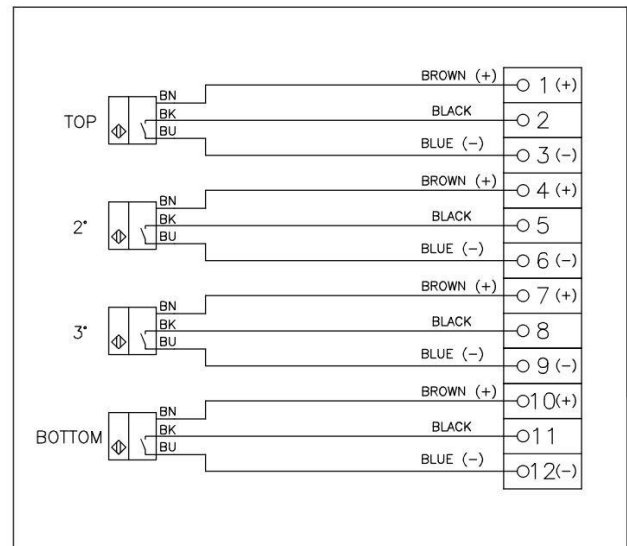 BROWN (+) 1 (+)
BN
TOP BK BLACK 2
BU
BLUE (-) 3 (-)
BROWN (+) 4 (+)
BN
2° BK BLACK 5
BU
BLUE (-) 6 (-)
BROWN (+) 7 (+)
BN
3° BK BLACK 8
BU
BLUE (-) 9 (-)
BROWN (+) 10(+)
BN
BOTTOM BK BLACK 11
BU
BLUE (-) 12(-)